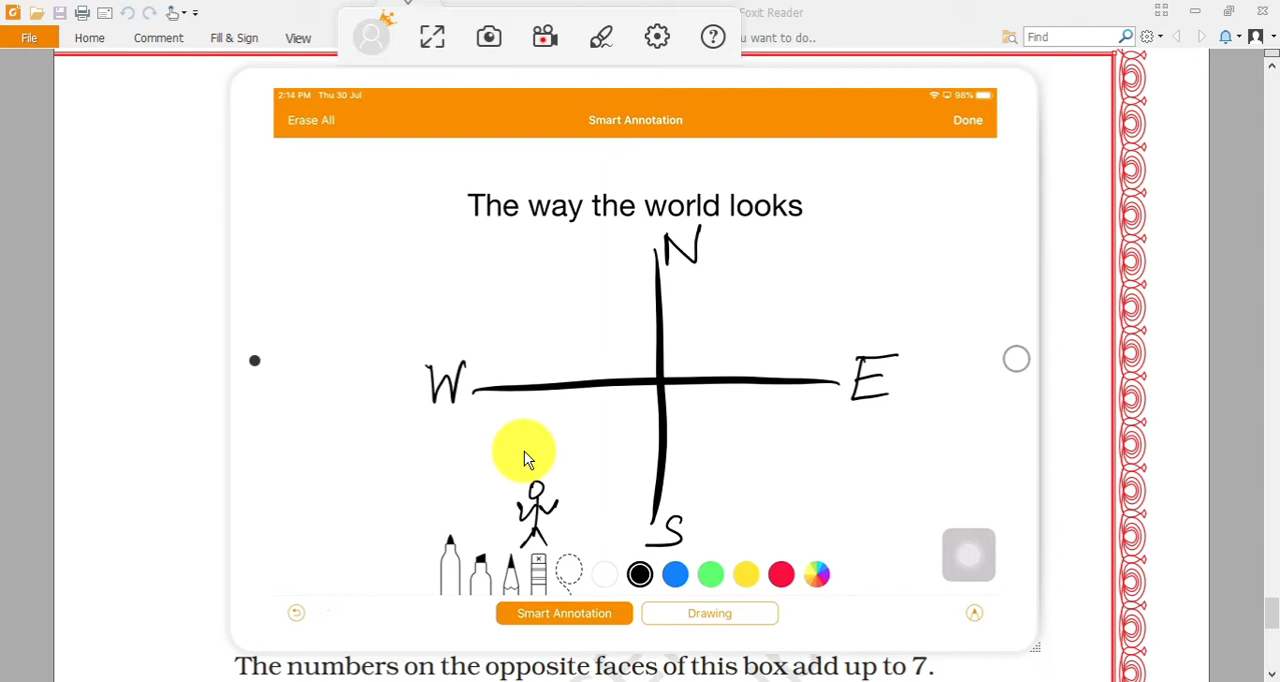 Foxit Reader
File Home Comment Fill & Sign View u want to do.. Find
2:14 PM Thu 30 Jul 98%
Erase All Smart Annotation Done
The way the world looks
N
W E
S
Smart Annotation Drawing
The numbers on the opposite faces of this box add up to 7.